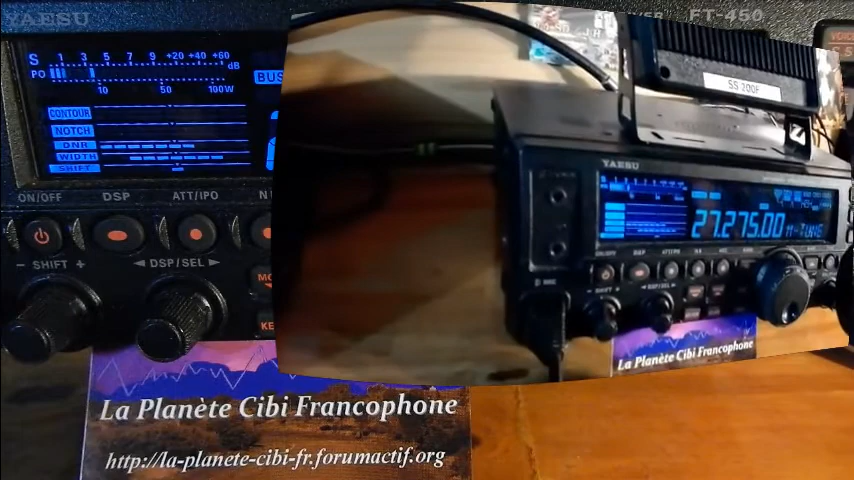 YAESU
FT-450
S 1 3 5 7 9 +20 +40 +60
dB
PO
10 50 100W
BUS
CONTOUR
NOTCH
DNR
WIDTH
SHIFT
ON/OFF DSP ATT/IPO
- SHIFT + ◄DSP/SEL►
SS 200F
YAESU
27.275.00 M-TUNE
La Planète Cibi Francophone
La Planète Cibi Francophone
http://la-planete-cibi-fr.forumactif.org